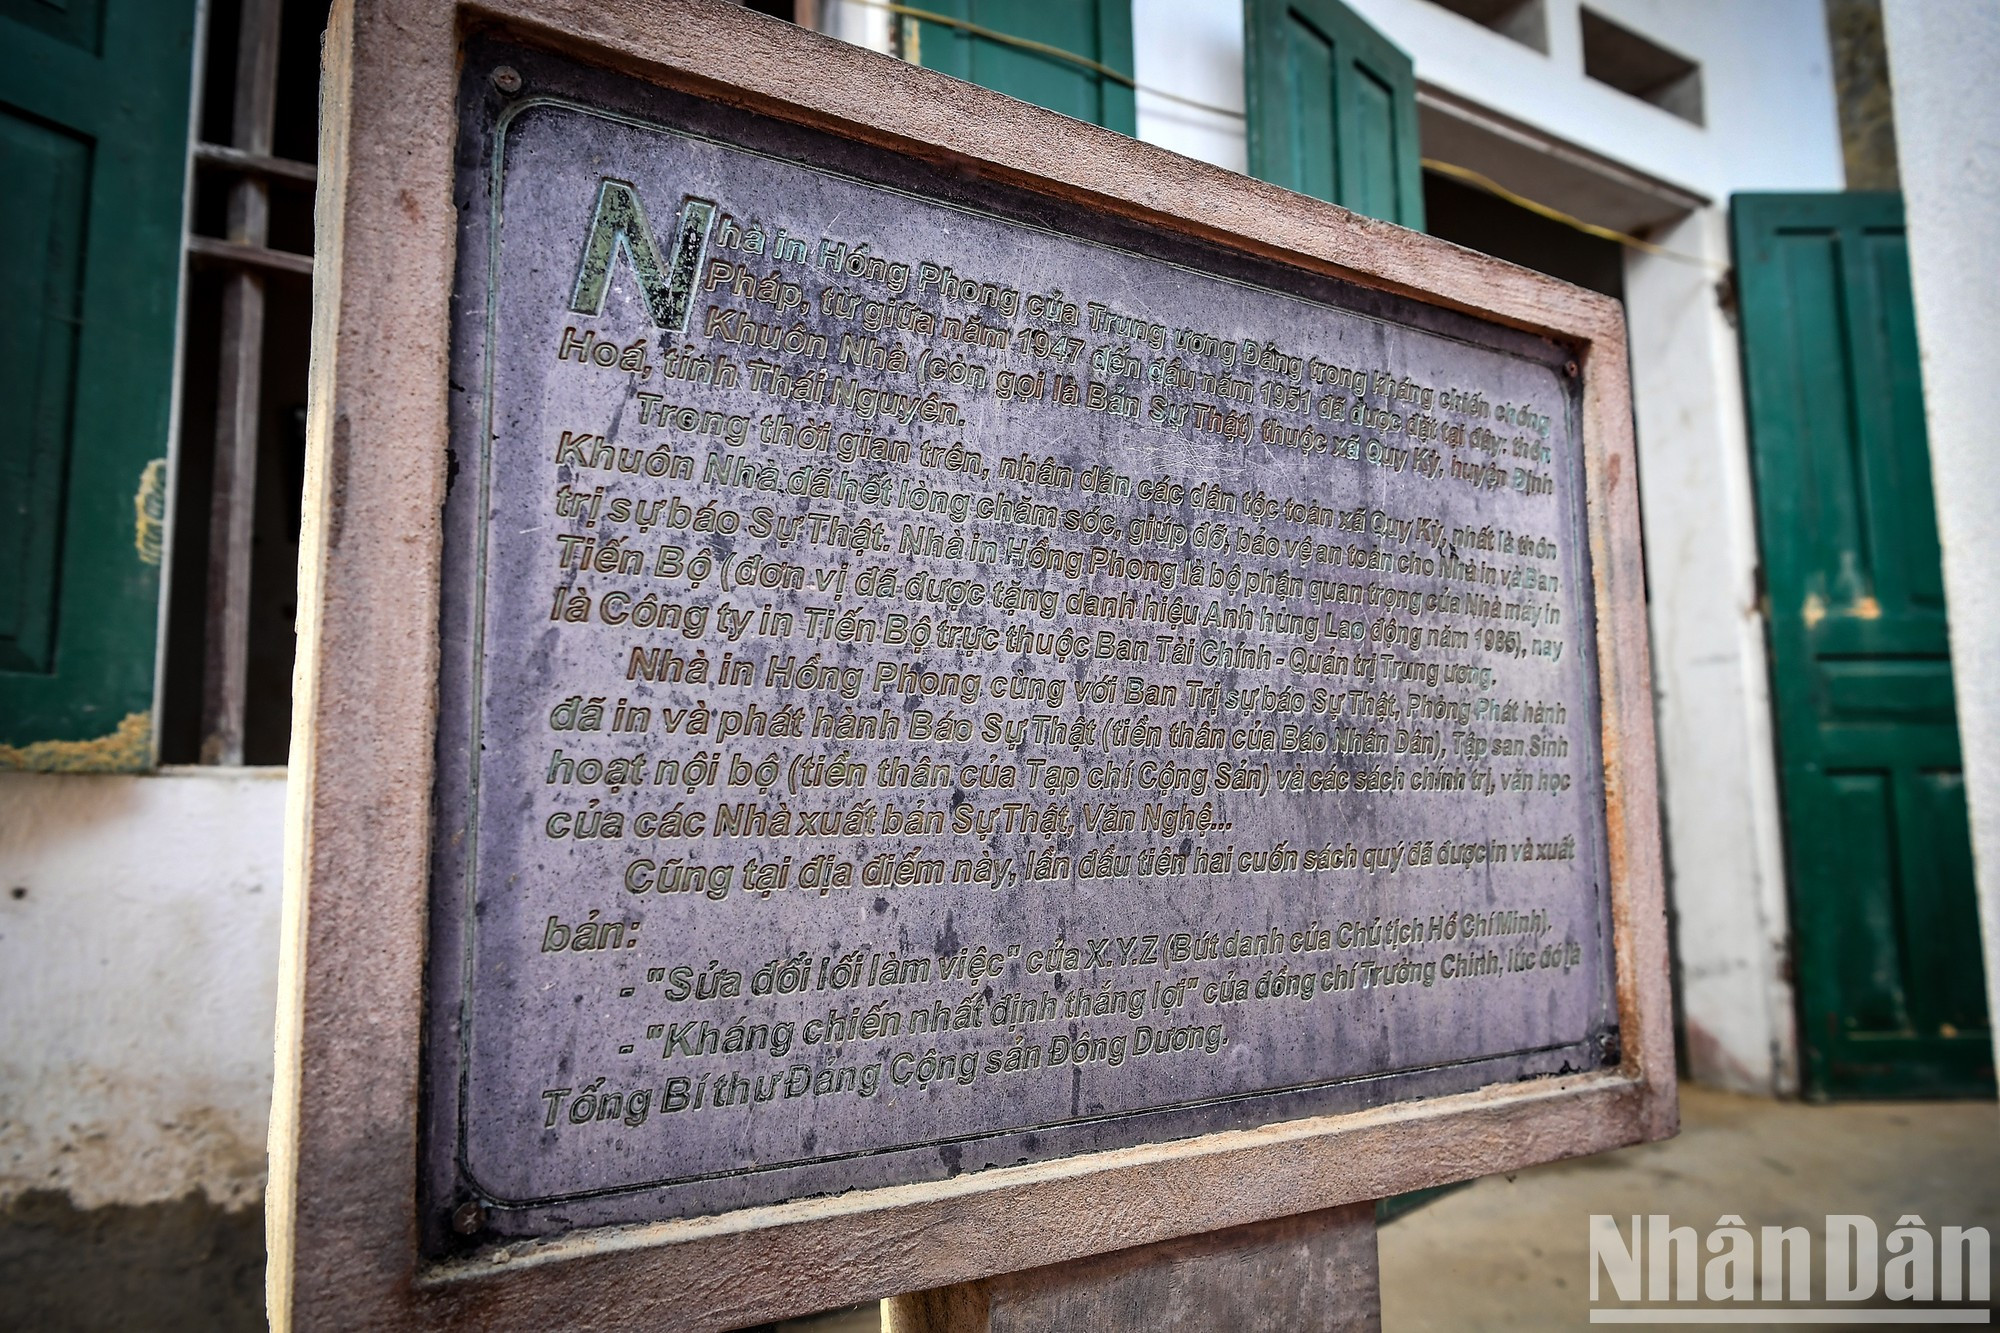 Nhà in Hồng Phong của Trung ương Đảng trong kháng chiến chống
Pháp, từ giữa năm 1947 đến đầu năm 1951 đã được đặt tại đây: thôn
Khuôn Nhà (còn gọi là Bản Sự Thật) thuộc xã Quy Kỳ, huyện Định
Hoá, tỉnh Thái Nguyên.
Trong thời gian trên, nhân dân các dân tộc toàn xã Quy Kỳ, nhất là thôn
Khuôn Nhà đã hết lòng chăm sóc, giúp đỡ, bảo vệ an toàn cho Nhà in và Ban
trị sự báo Sự Thật. Nhà in Hồng Phong là bộ phận quan trọng của Nhà máy in
Tiến Bộ (đơn vị đã được tặng danh hiệu Anh hùng Lao động năm 1985), nay
là Công ty in Tiến Bộ trực thuộc Ban Tài Chính - Quản trị Trung ương.
Nhà in Hồng Phong cùng với Ban Trị sự báo Sự Thật, Phòng Phát hành
đã in và phát hành Báo Sự Thật (tiền thân của Báo Nhân Dân), Tập san Sinh
hoạt nội bộ (tiền thân của Tạp chí Cộng Sản) và các sách chính trị, văn học
của các Nhà xuất bản Sự Thật, Văn Nghệ...
Cũng tại địa điểm này, lần đầu tiên hai cuốn sách quý đã được in và xuất
bản:
- "Sửa đổi lối làm việc" của X.Y.Z (Bút danh của Chủ tịch Hồ Chí Minh).
- "Kháng chiến nhất định thắng lợi" của đồng chí Trường Chinh, lúc đó là
Tổng Bí thư Đảng Cộng sản Đông Dương.
Nhân Dân